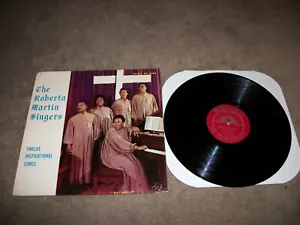 The
Roberta
Martin
Singers
TWELVE
INSPIRATIONAL
SONGS